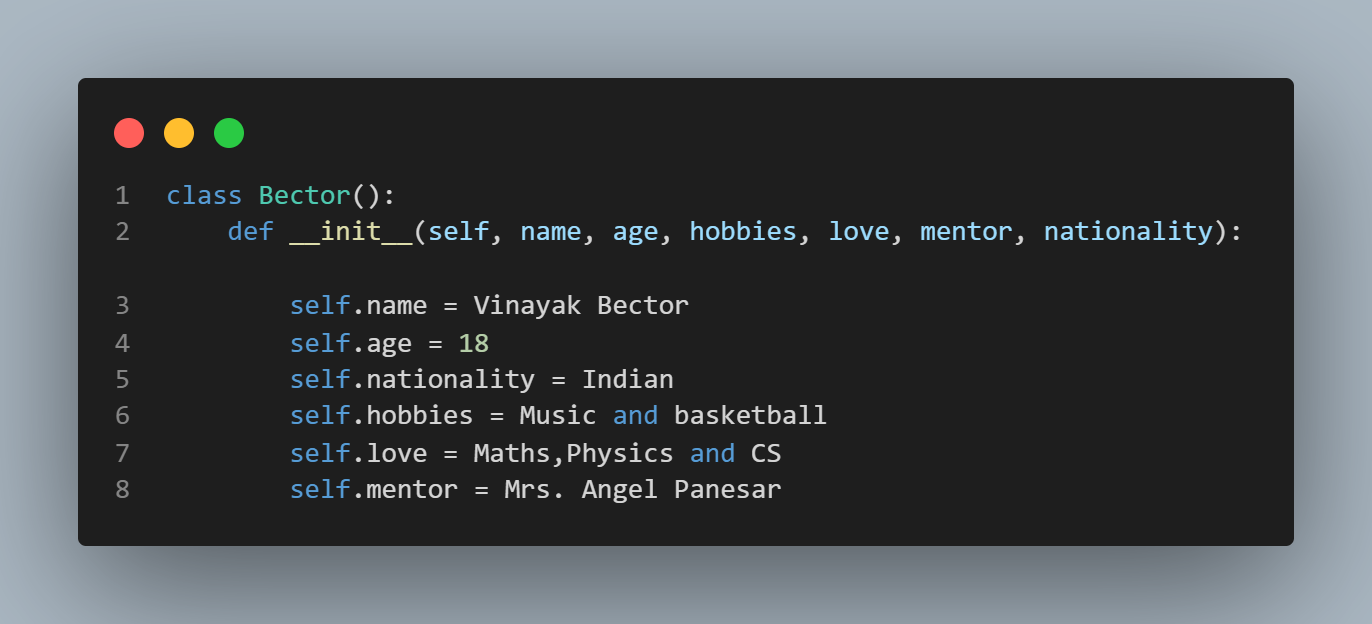 1 class Bector():
2     def __init__(self, name, age, hobbies, love, mentor, nationality):
3         self.name = Vinayak Bector
4         self.age = 18
5         self.nationality = Indian
6         self.hobbies = Music and basketball
7         self.love = Maths,Physics and CS
8         self.mentor = Mrs. Angel Panesar